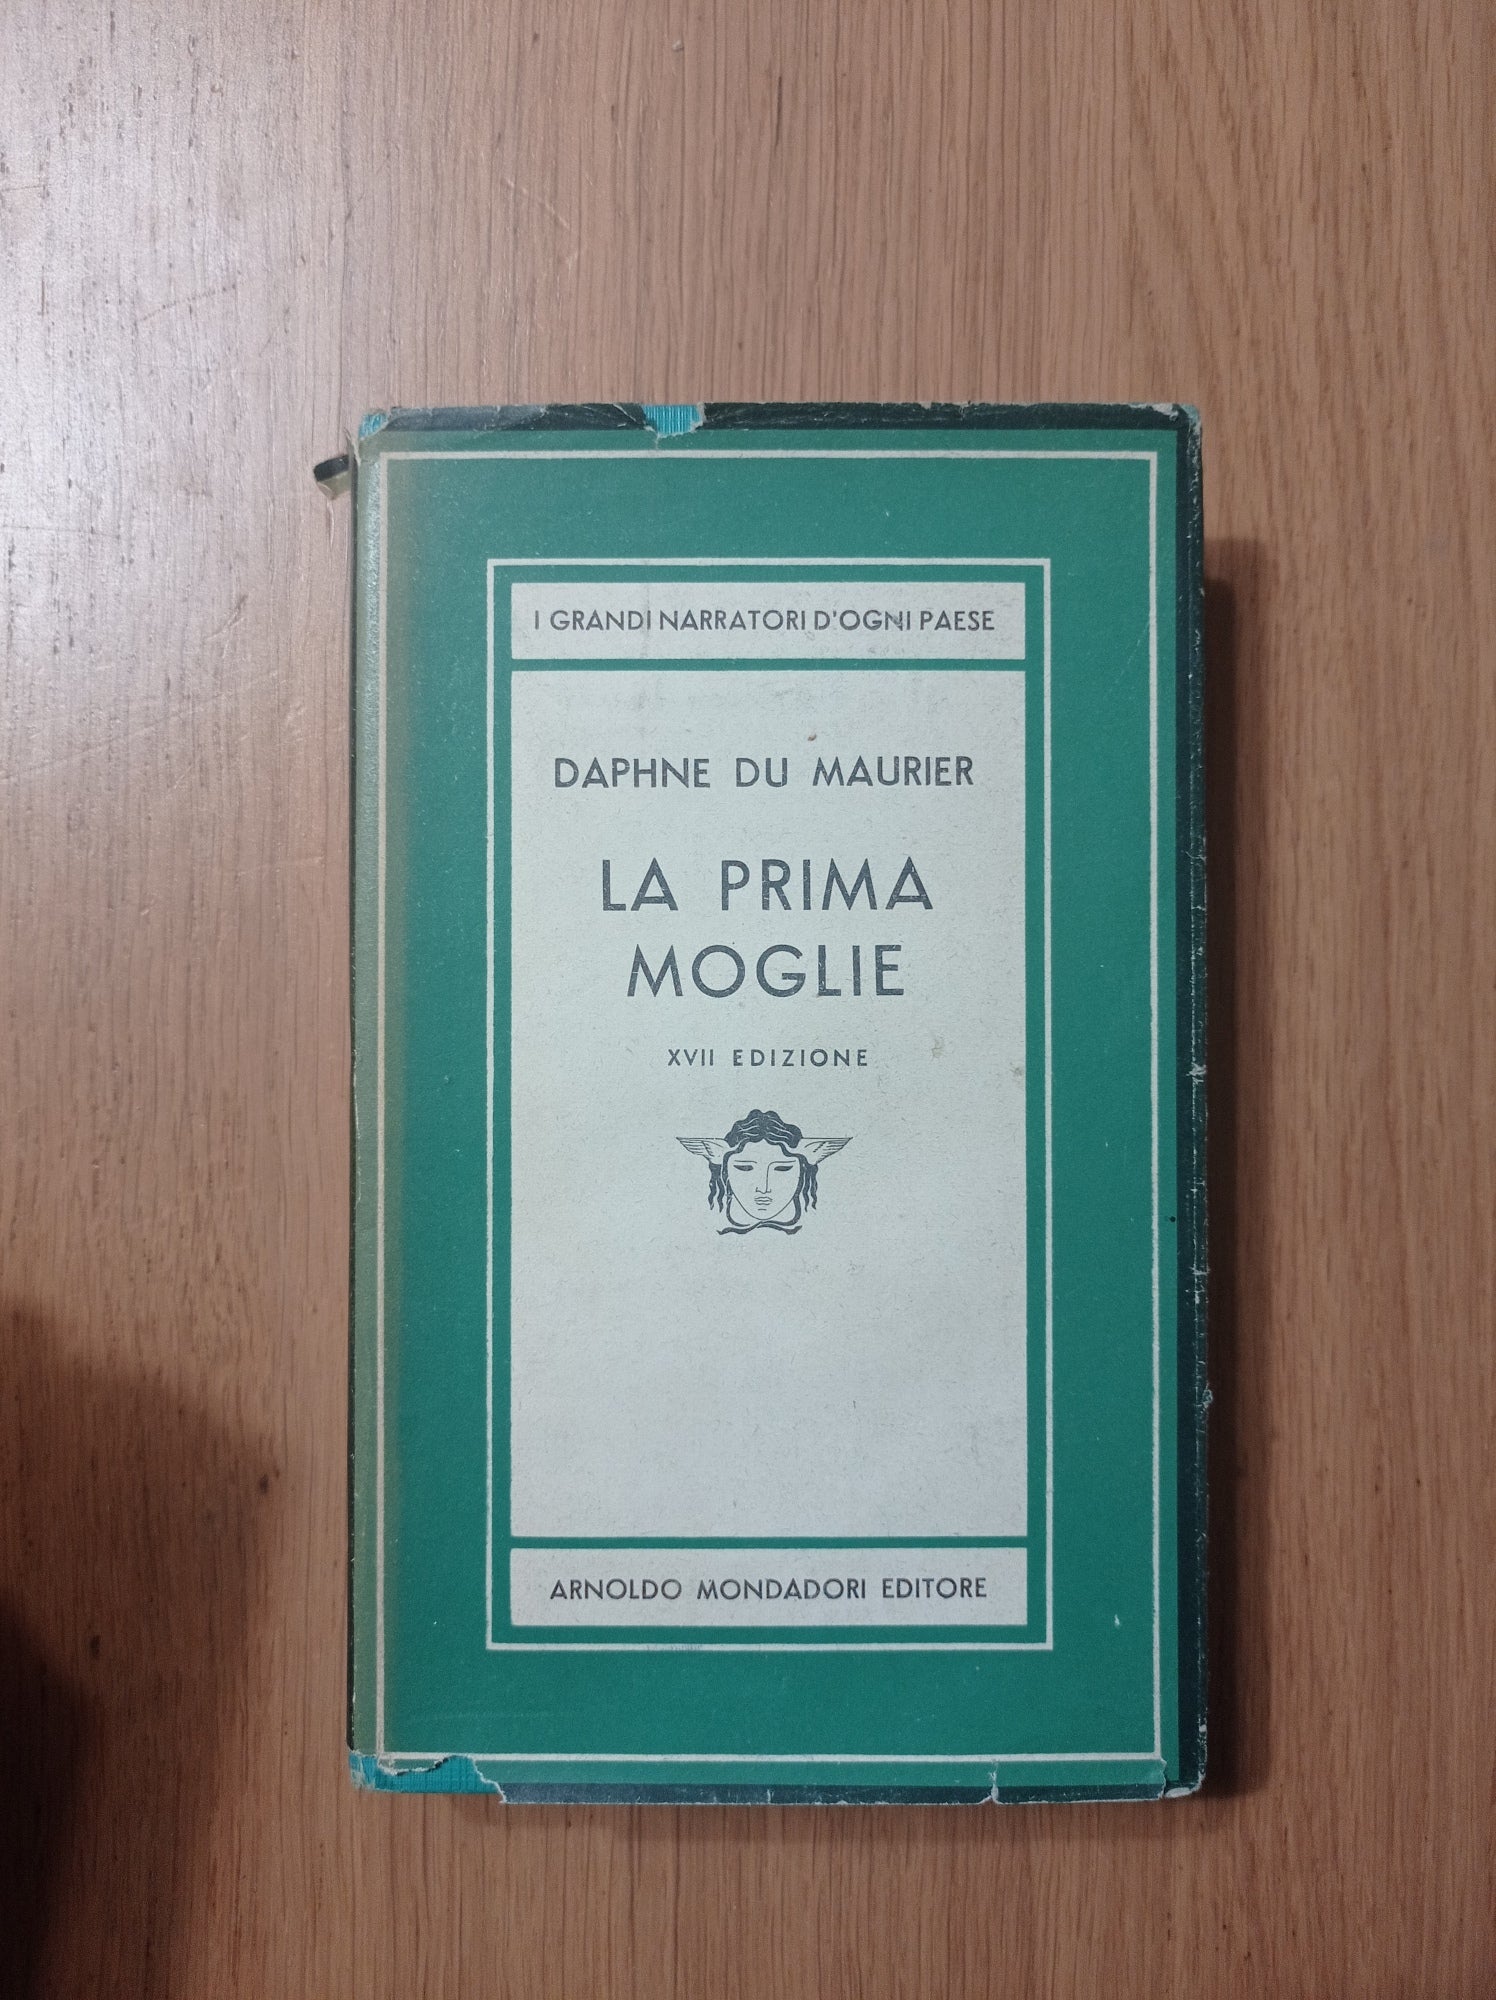 I GRANDI NARRATORI D'OGNI PAESE
DAPHNE DU MAURIER
LA PRIMA
MOGLIE
XVII EDIZIONE
ARNOLDO MONDADORI EDITORE